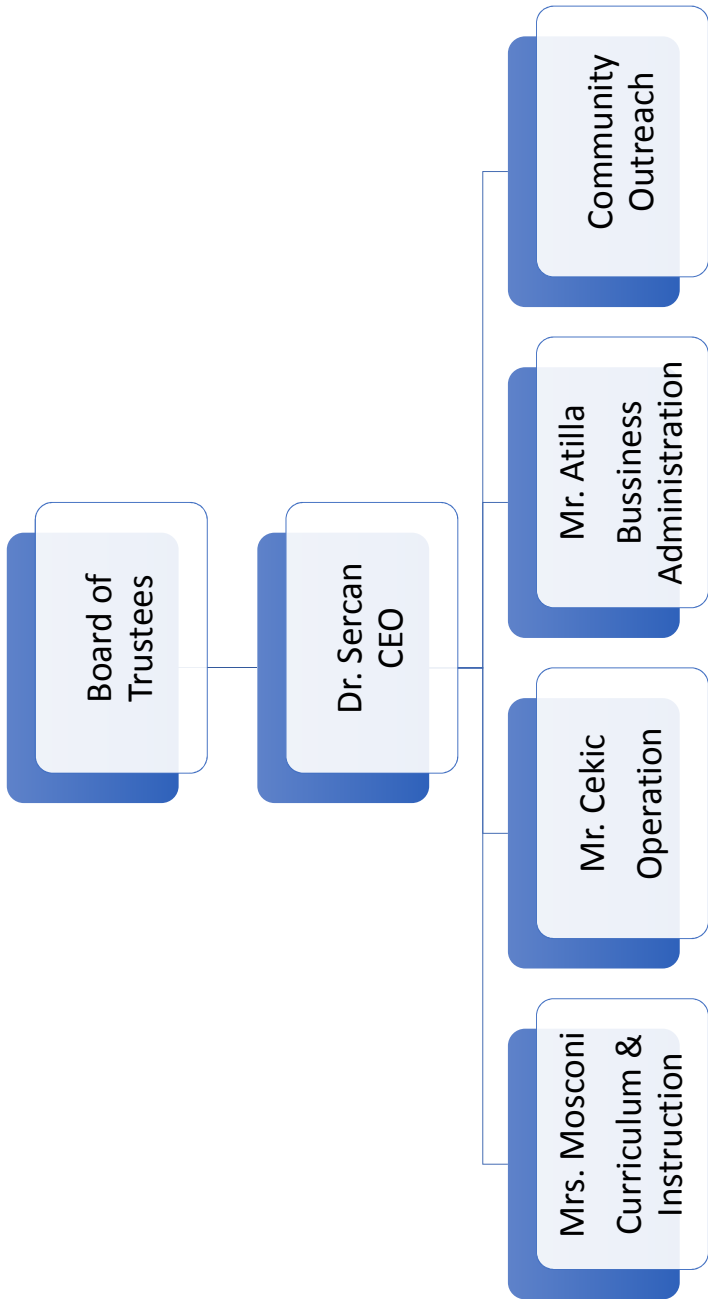 Board of
Trustees
Dr. Sercan
CEO
Mrs. Mosconi
Curriculum &
Instruction
Mr. Cekic
Operation
Mr. Atilla
Bussiness
Administration
Community
Outreach